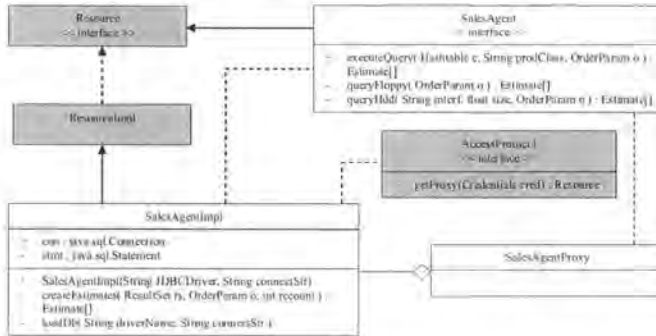 Resource
<< interface >>
SalesAgent
< interface >
- executeQuery( Hashtable c, String prodClass, OrderParam o ) :
Estimate[]
- queryFloppy( OrderParam o ) : Estimate[]
- queryHdd( String interf, float size, OrderParam o ) : Estimate[]
ResourceImpl
<< interface >>
getProxy(Credentials cred) : Resource
SalesAgentImpl
- con : java.sql.Connection
- stmt : java.sql.Statement
- SalesAgentImpl(String JDBCDriver, String connectStr)
- createEstimates( ResultSet rs, OrderParam o, int recount ) :
Estimate[]
- loadDb( String driverName, String connectStr )
SalesAgentProxy